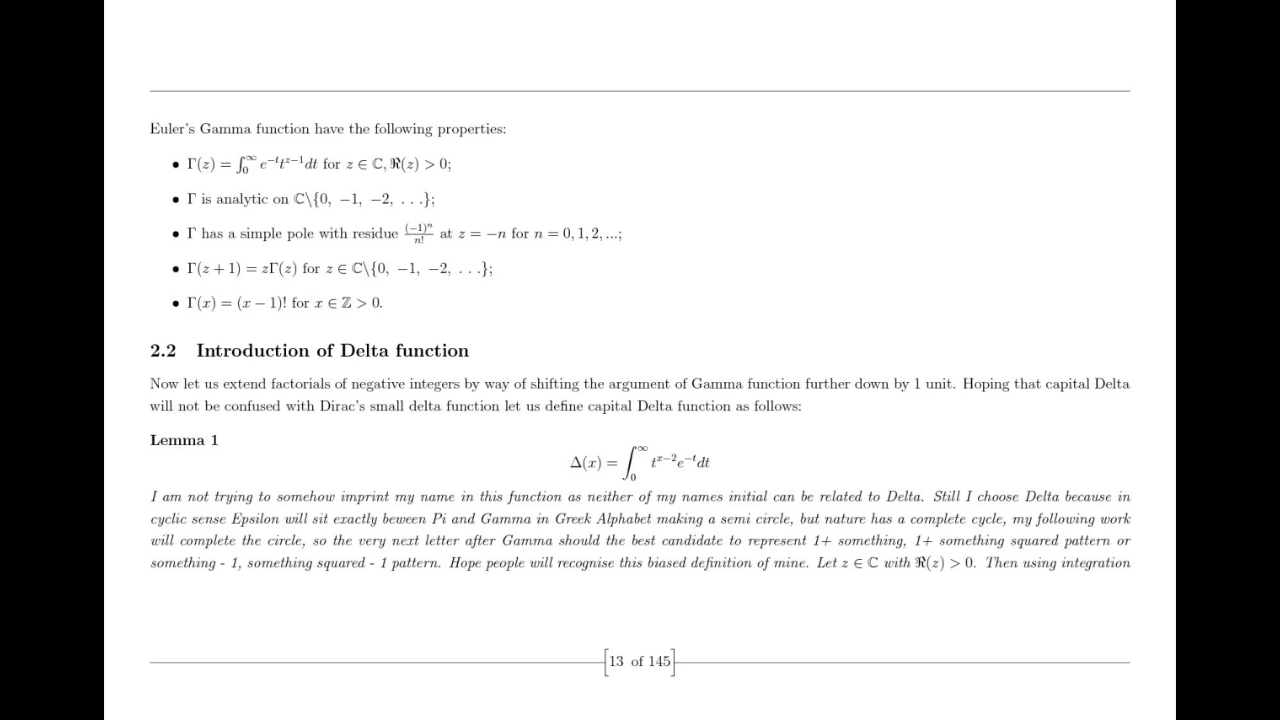 Euler's Gamma function have the following properties:
• Γ(z) = ∫₀^∞ e^{−t}t^{z−1}dt for z ∈ ℂ, ℜ(z) > 0;
• Γ is analytic on ℂ\{0, −1, −2, . . .};
• Γ has a simple pole with residue (−1)^n/n! at z = −n for n = 0, 1, 2, ...;
• Γ(z + 1) = zΓ(z) for z ∈ ℂ\{0, −1, −2, . . .};
• Γ(x) = (x − 1)! for x ∈ ℤ > 0.
2.2 Introduction of Delta function
Now let us extend factorials of negative integers by way of shifting the argument of Gamma function further down by 1 unit. Hoping that capital Delta
will not be confused with Dirac's small delta function let us define capital Delta function as follows:
Lemma 1
Δ(x) = ∫₀^∞ t^{x−2}e^{−t}dt
I am not trying to somehow imprint my name in this function as neither of my names initial can be related to Delta. Still I choose Delta because in
cyclic sense Epsilon will sit exactly beween Pi and Gamma in Greek Alphabet making a semi circle, but nature has a complete cycle, my following work
will complete the circle, so the very next letter after Gamma should the best candidate to represent 1+ something, 1+ something squared pattern or
something - 1, something squared - 1 pattern. Hope people will recognise this biased definition of mine. Let z ∈ ℂ with ℜ(z) > 0. Then using integration
[13 of 145]